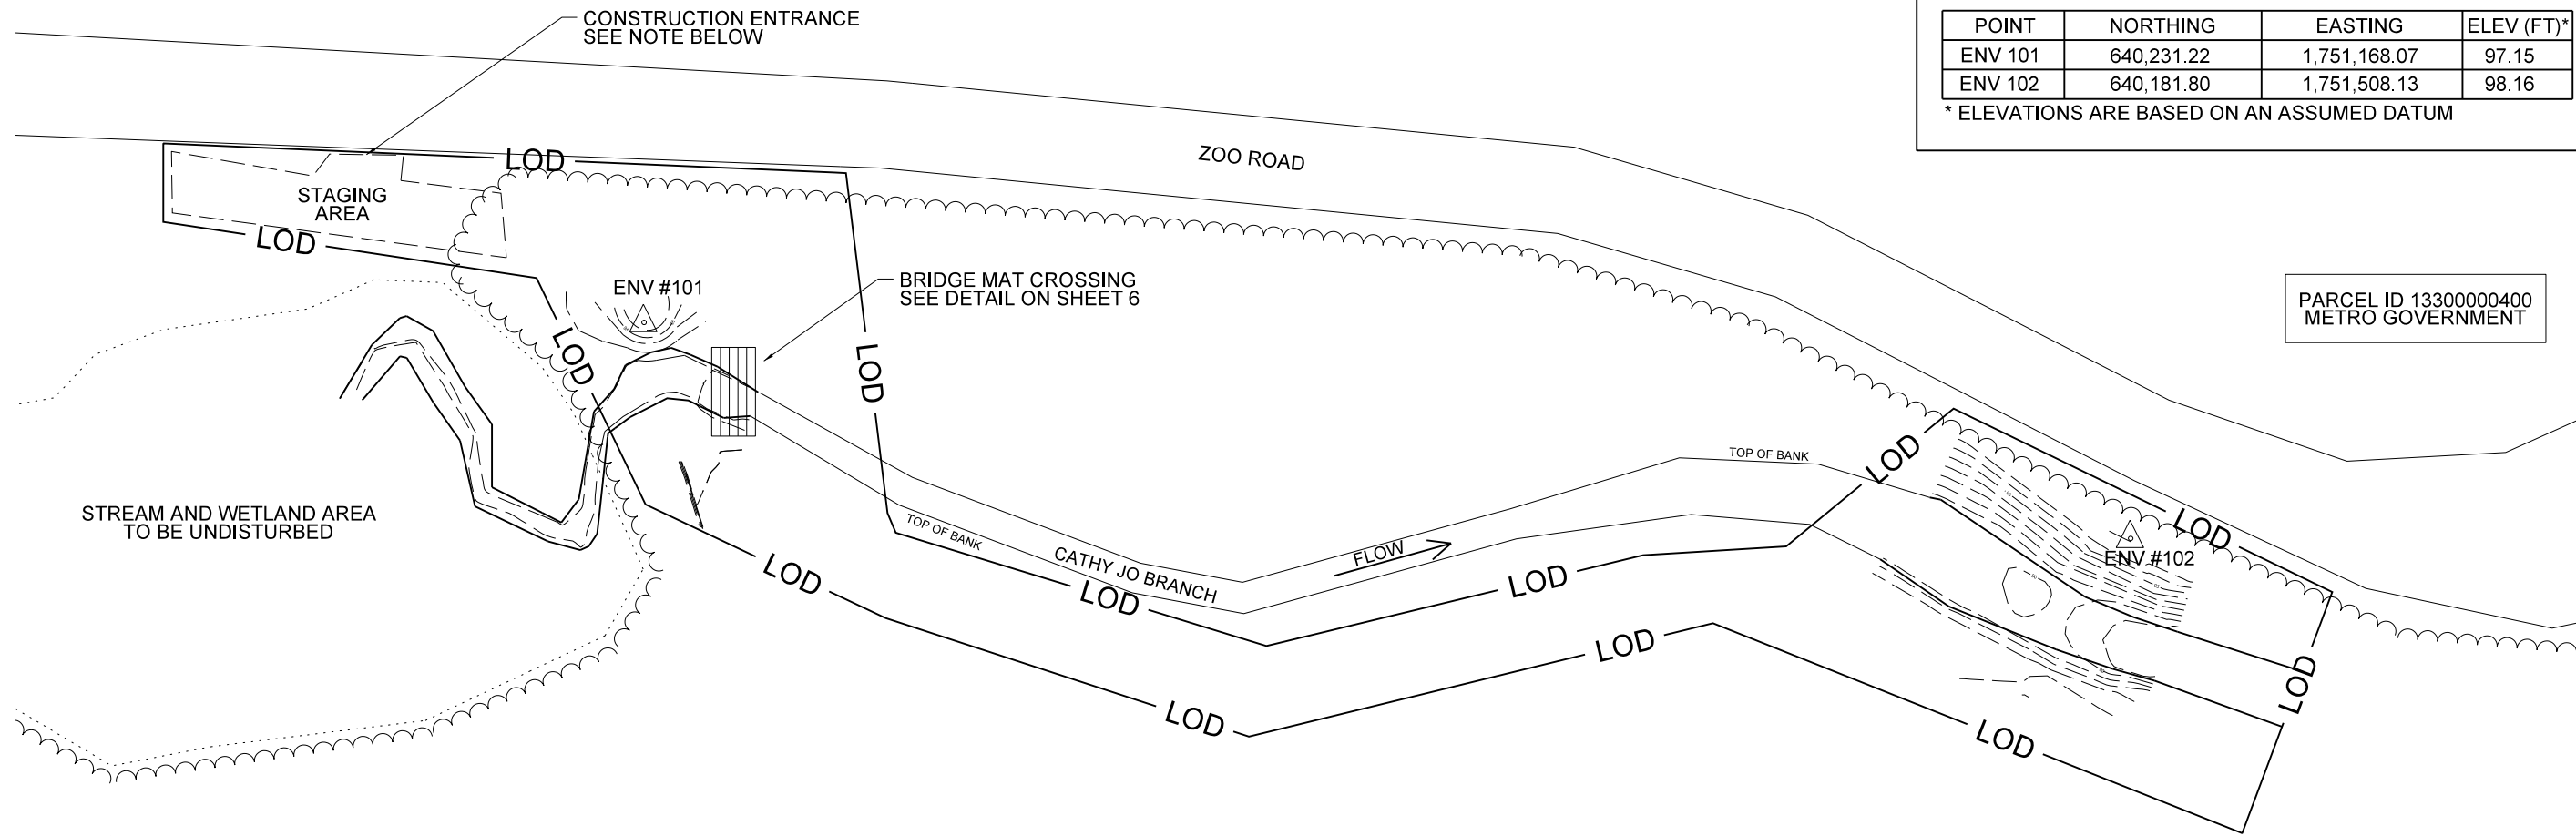 CONSTRUCTION ENTRANCE
SEE NOTE BELOW
POINT NORTHING EASTING ELEV (FT)*
ENV 101 640,231.22 1,751,168.07 97.15
ENV 102 640,181.80 1,751,508.13 98.16
* ELEVATIONS ARE BASED ON AN ASSUMED DATUM
LOD
ZOO ROAD
STAGING
AREA
LOD
ENV #101
BRIDGE MAT CROSSING
SEE DETAIL ON SHEET 6
PARCEL ID 13300000400
METRO GOVERNMENT
LOD
LOD
TOP OF BANK
LOD
STREAM AND WETLAND AREA
TO BE UNDISTURBED
TOP OF BANK
CATHY JO BRANCH
FLOW
LOD
ENV #102
LOD
LOD
LOD
LOD
LOD
LOD
LOD